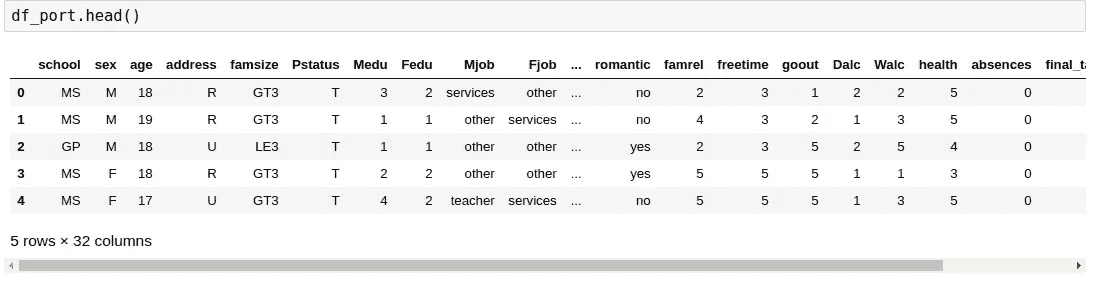 df_port.head()
school sex age address famsize Pstatus Medu Fedu Mjob Fjob ... romantic famrel freetime goout Dalc Walc health absences final_ta
0 MS M 18 R GT3 T 3 2 services other ... no 2 3 1 2 2 5 0
1 MS M 19 R GT3 T 1 1 other services ... no 4 3 2 1 3 5 0
2 GP M 18 U LE3 T 1 1 other other ... yes 2 3 5 2 5 4 0
3 MS F 18 R GT3 T 2 2 other other ... yes 5 5 5 1 1 3 0
4 MS F 17 U GT3 T 4 2 teacher services ... no 5 5 5 1 3 5 0
5 rows × 32 columns